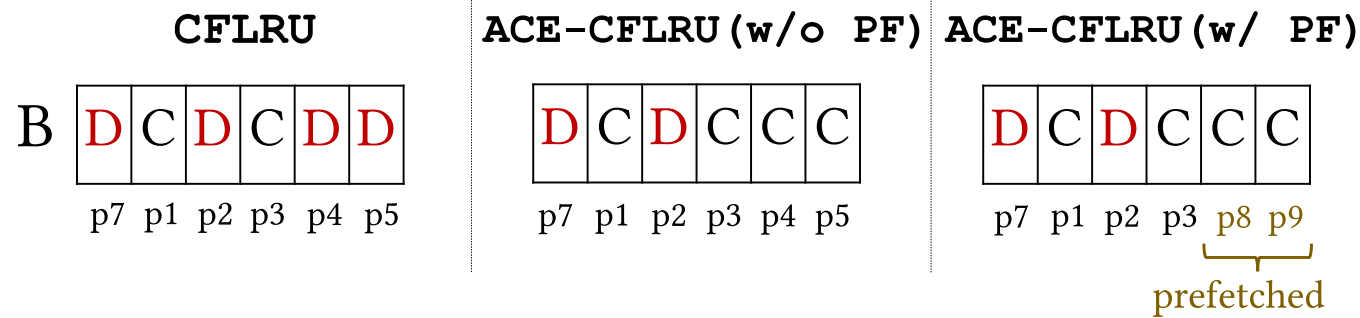 CFLRU
ACE-CFLRU(w/o PF)
ACE-CFLRU(w/ PF)
B
D C D C D D
p7 p1 p2 p3 p4 p5
D C D C C C
p7 p1 p2 p3 p4 p5
D C D C C C
p7 p1 p2 p3 p8 p9
prefetched